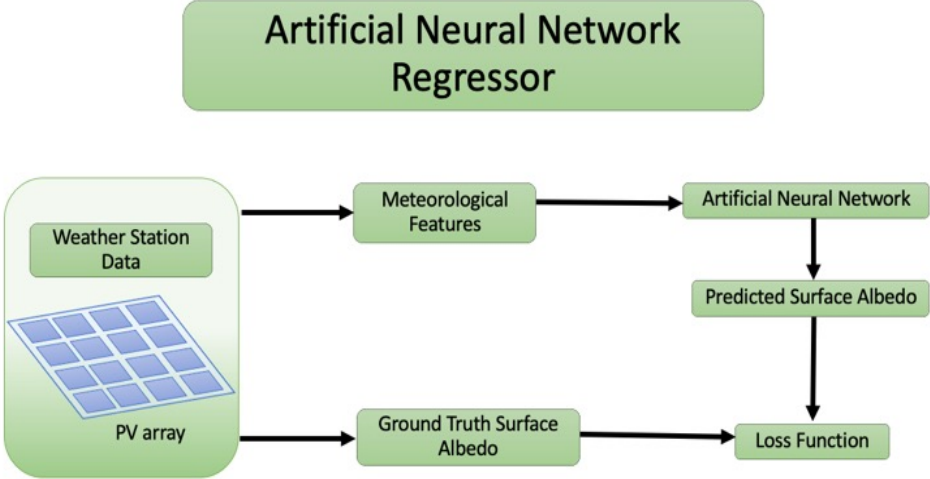 Artificial Neural Network
Regressor
Weather Station
Data
PV array
Meteorological
Features
Artificial Neural Network
Predicted Surface Albedo
Ground Truth Surface
Albedo
Loss Function